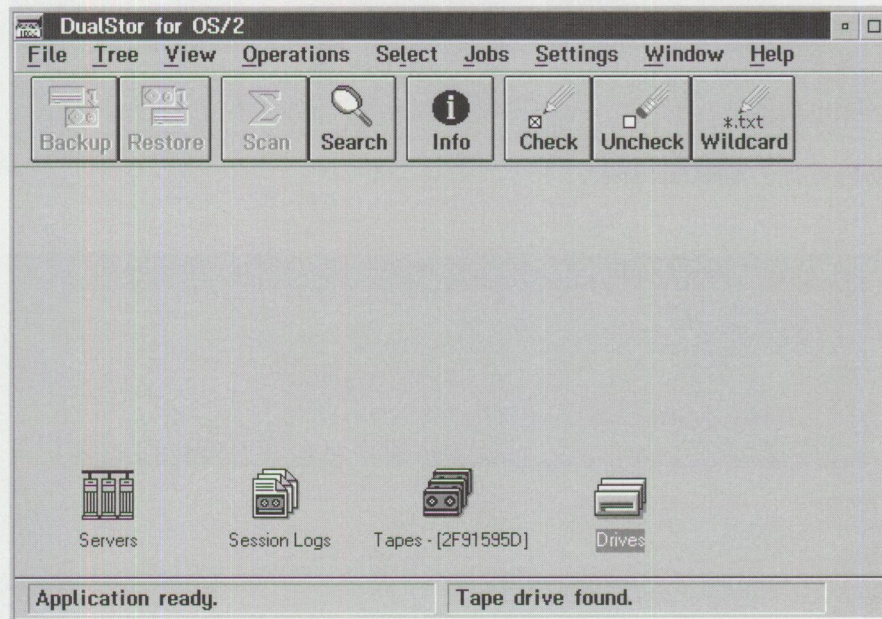 DualStor for OS/2
File Tree View Operations Select Jobs Settings Window Help
*.txt
Backup Restore Scan Search Info Check Uncheck Wildcard
Servers Session Logs Tapes - [2F91595D] Drives
Application ready. Tape drive found.